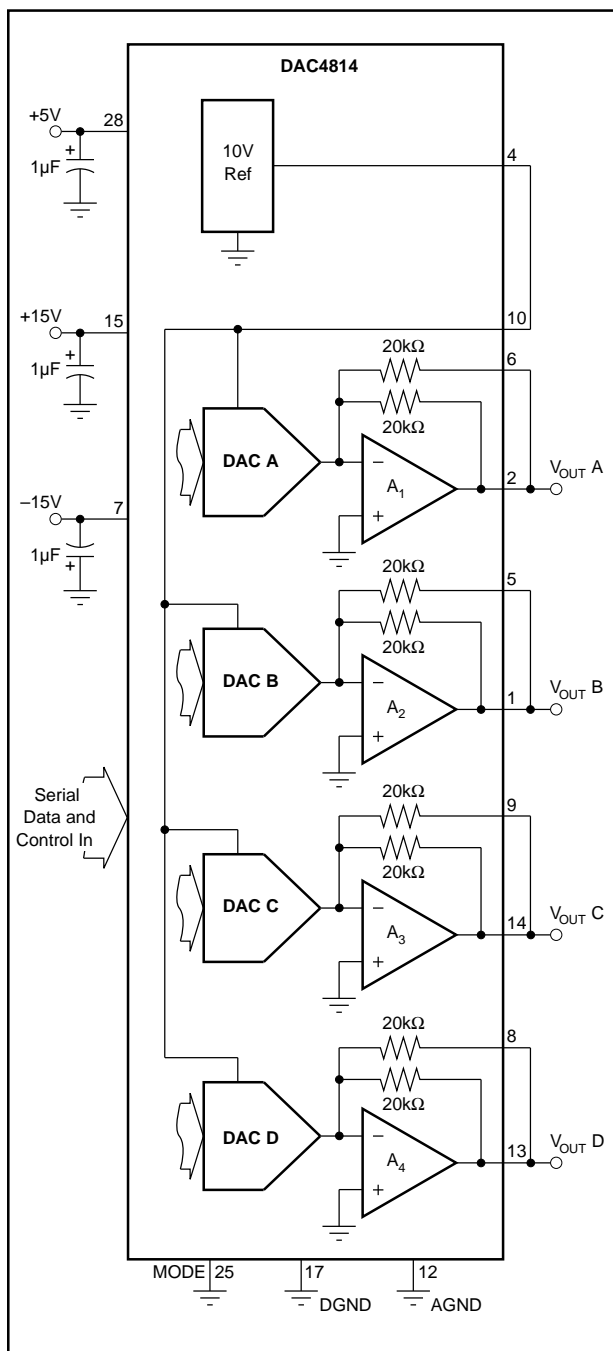 DAC4814
+5V
28
+
1µF
10V
Ref
4
+15V
15
+
1µF
10
20kΩ
6
20kΩ
DAC A
–
A1
+
2
VOUT A
–15V
7
1µF
+
20kΩ
5
20kΩ
DAC B
–
A2
+
1
VOUT B
Serial
Data and
Control In
20kΩ
9
20kΩ
DAC C
–
A3
+
14
VOUT C
20kΩ
8
20kΩ
DAC D
–
A4
+
13
VOUT D
MODE 25
17
DGND
12
AGND